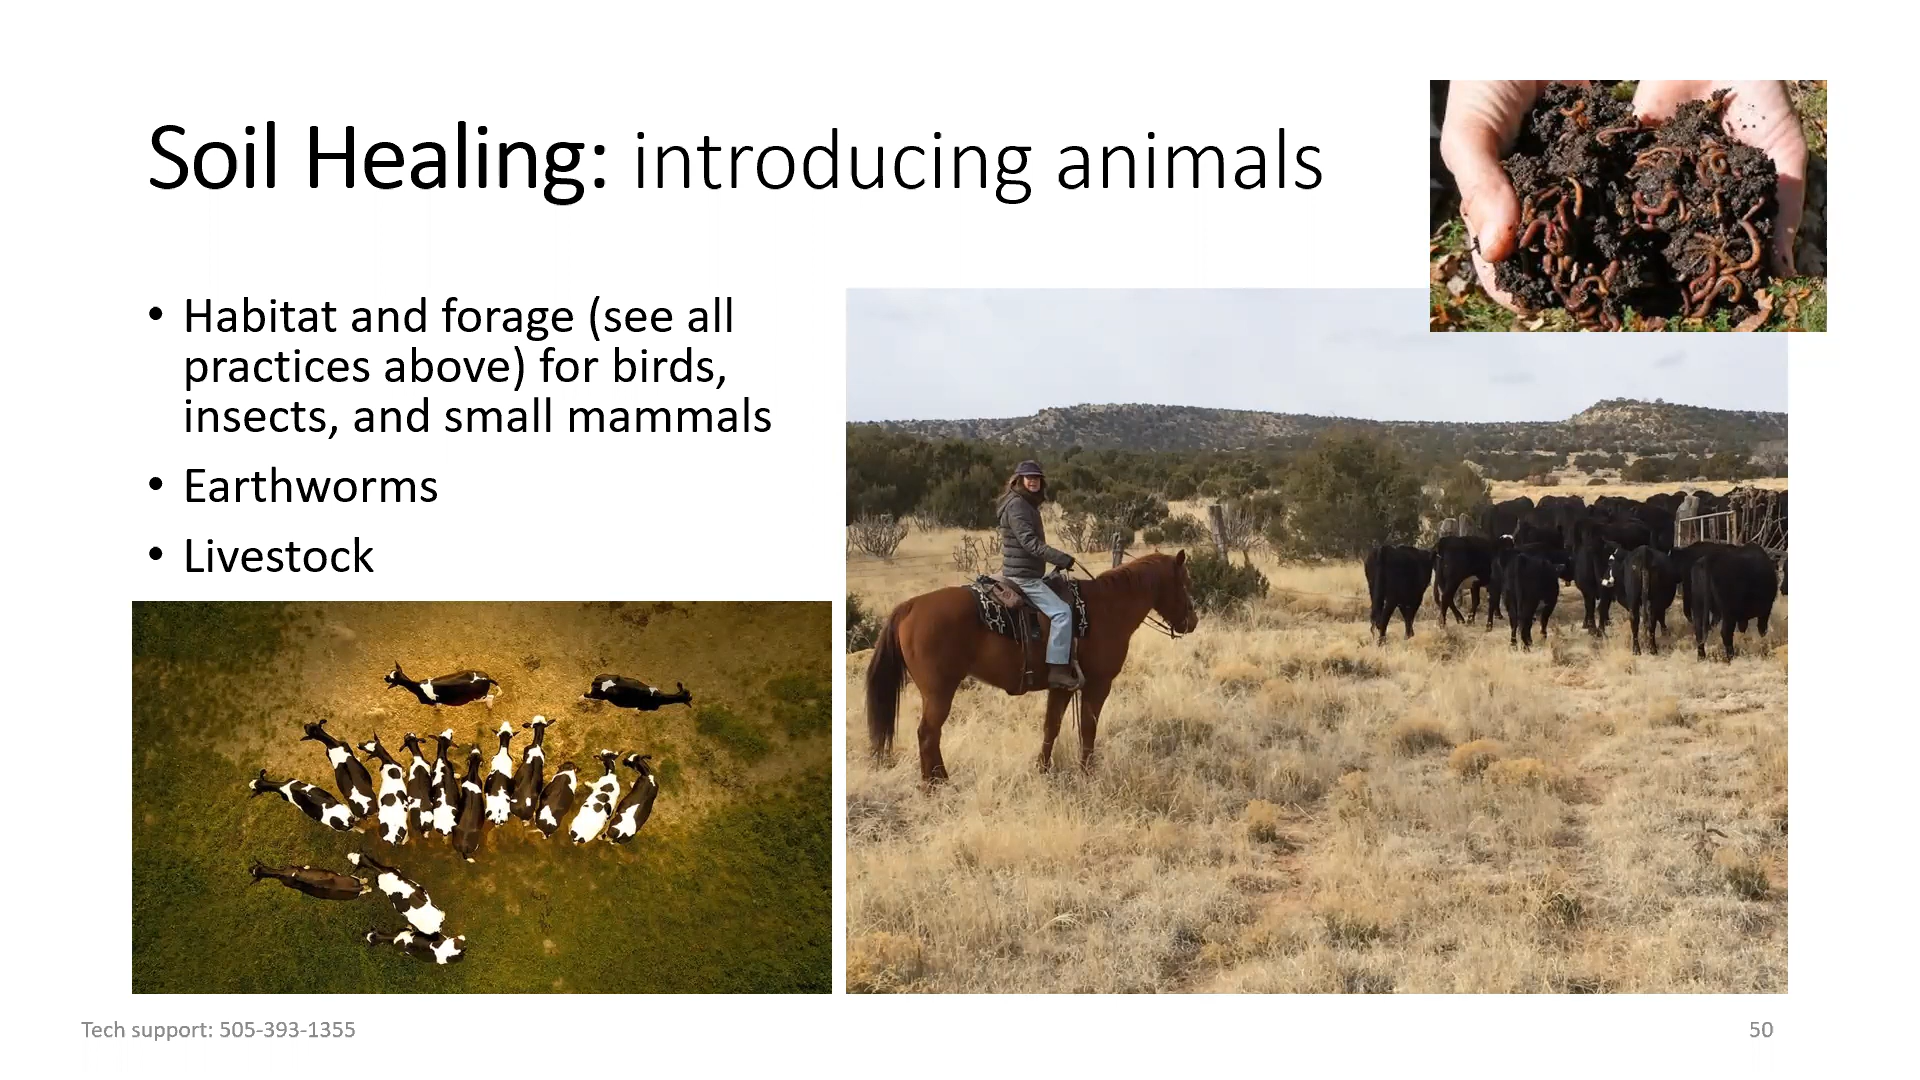 Soil Healing: introducing animals
• Habitat and forage (see all
practices above) for birds,
insects, and small mammals
• Earthworms
• Livestock
Tech support: 505-393-1355
50